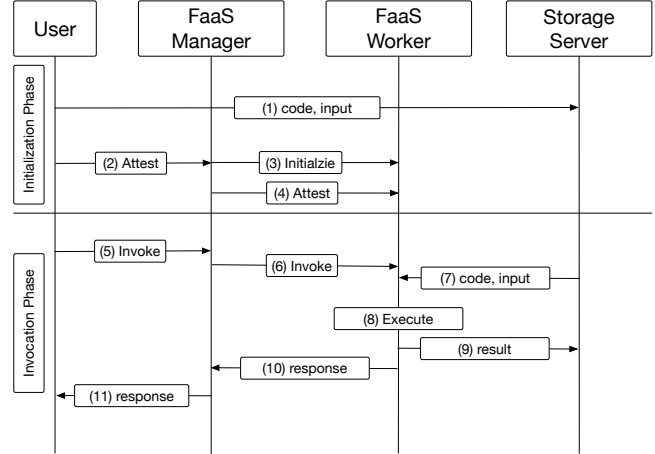 User
FaaS
Manager
FaaS
Worker
Storage
Server
Initialization Phase
(1) code, input
(2) Attest
(3) Initialzie
(4) Attest
Invocation Phase
(5) Invoke
(6) Invoke
(7) code, input
(8) Execute
(9) result
(10) response
(11) response